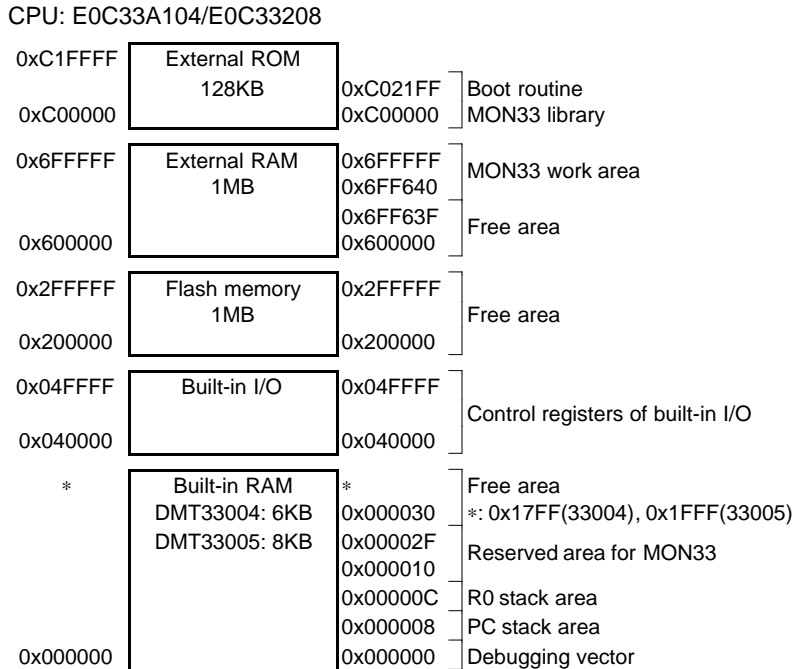 CPU: E0C33A104/E0C33208
0xC1FFFF External ROM
128KB 0xC021FF Boot routine
0xC00000 0xC00000 MON33 library
0x6FFFFF External RAM 0x6FFFFF MON33 work area
1MB 0x6FF640
0x6FF63F Free area
0x600000 0x600000
0x2FFFFF Flash memory 0x2FFFFF
1MB Free area
0x200000 0x200000
0x04FFFF Built-in I/O 0x04FFFF
Control registers of built-in I/O
0x040000 0x040000
* Built-in RAM * Free area
DMT33004: 6KB 0x000030 *: 0x17FF(33004), 0x1FFF(33005)
DMT33005: 8KB 0x00002F Reserved area for MON33
0x000010
0x00000C R0 stack area
0x000008 PC stack area
0x000000 0x000000 Debugging vector